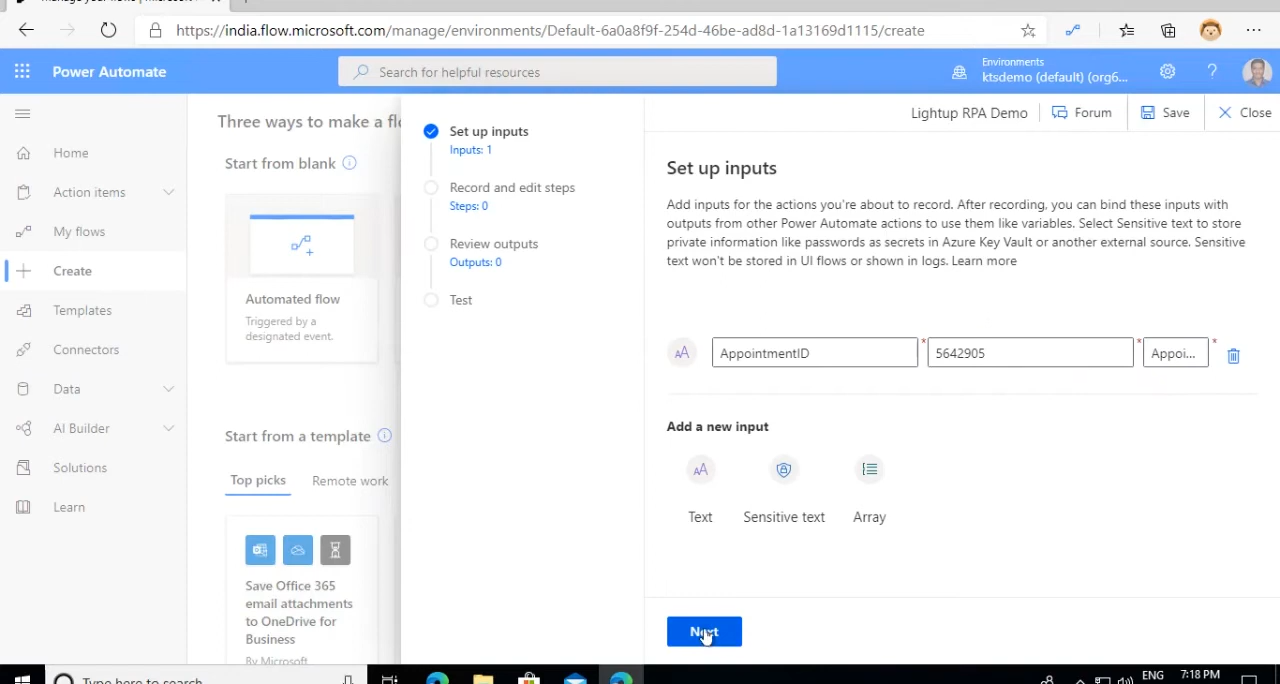 https://india.flow.microsoft.com/manage/environments/Default-6a0a8f9f-254d-46be-ad8d-1a13169d1115/create
Power Automate
Search for helpful resources
Environments
ktsdemo (default) (org6...
?
Home
Action items
My flows
Create
Templates
Connectors
Data
AI Builder
Solutions
Learn
Three ways to make a flo
Start from blank
Automated flow
Triggered by a
designated event.
Start from a template
Top picks
Remote work
Save Office 365
email attachments
to OneDrive for
Business
By Microsoft
Set up inputs
Inputs: 1
Record and edit steps
Steps: 0
Review outputs
Outputs: 0
Test
Lightup RPA Demo
Forum
Save
Close
Set up inputs
Add inputs for the actions you're about to record. After recording, you can bind these inputs with
outputs from other Power Automate actions to use them like variables. Select Sensitive text to store
private information like passwords as secrets in Azure Key Vault or another external source. Sensitive
text won't be stored in UI flows or shown in logs. Learn more
AppointmentID
*
5642905
*
Appoi...
*
Add a new input
Text
Sensitive text
Array
Next
Type here to search
ENG
7:18 PM